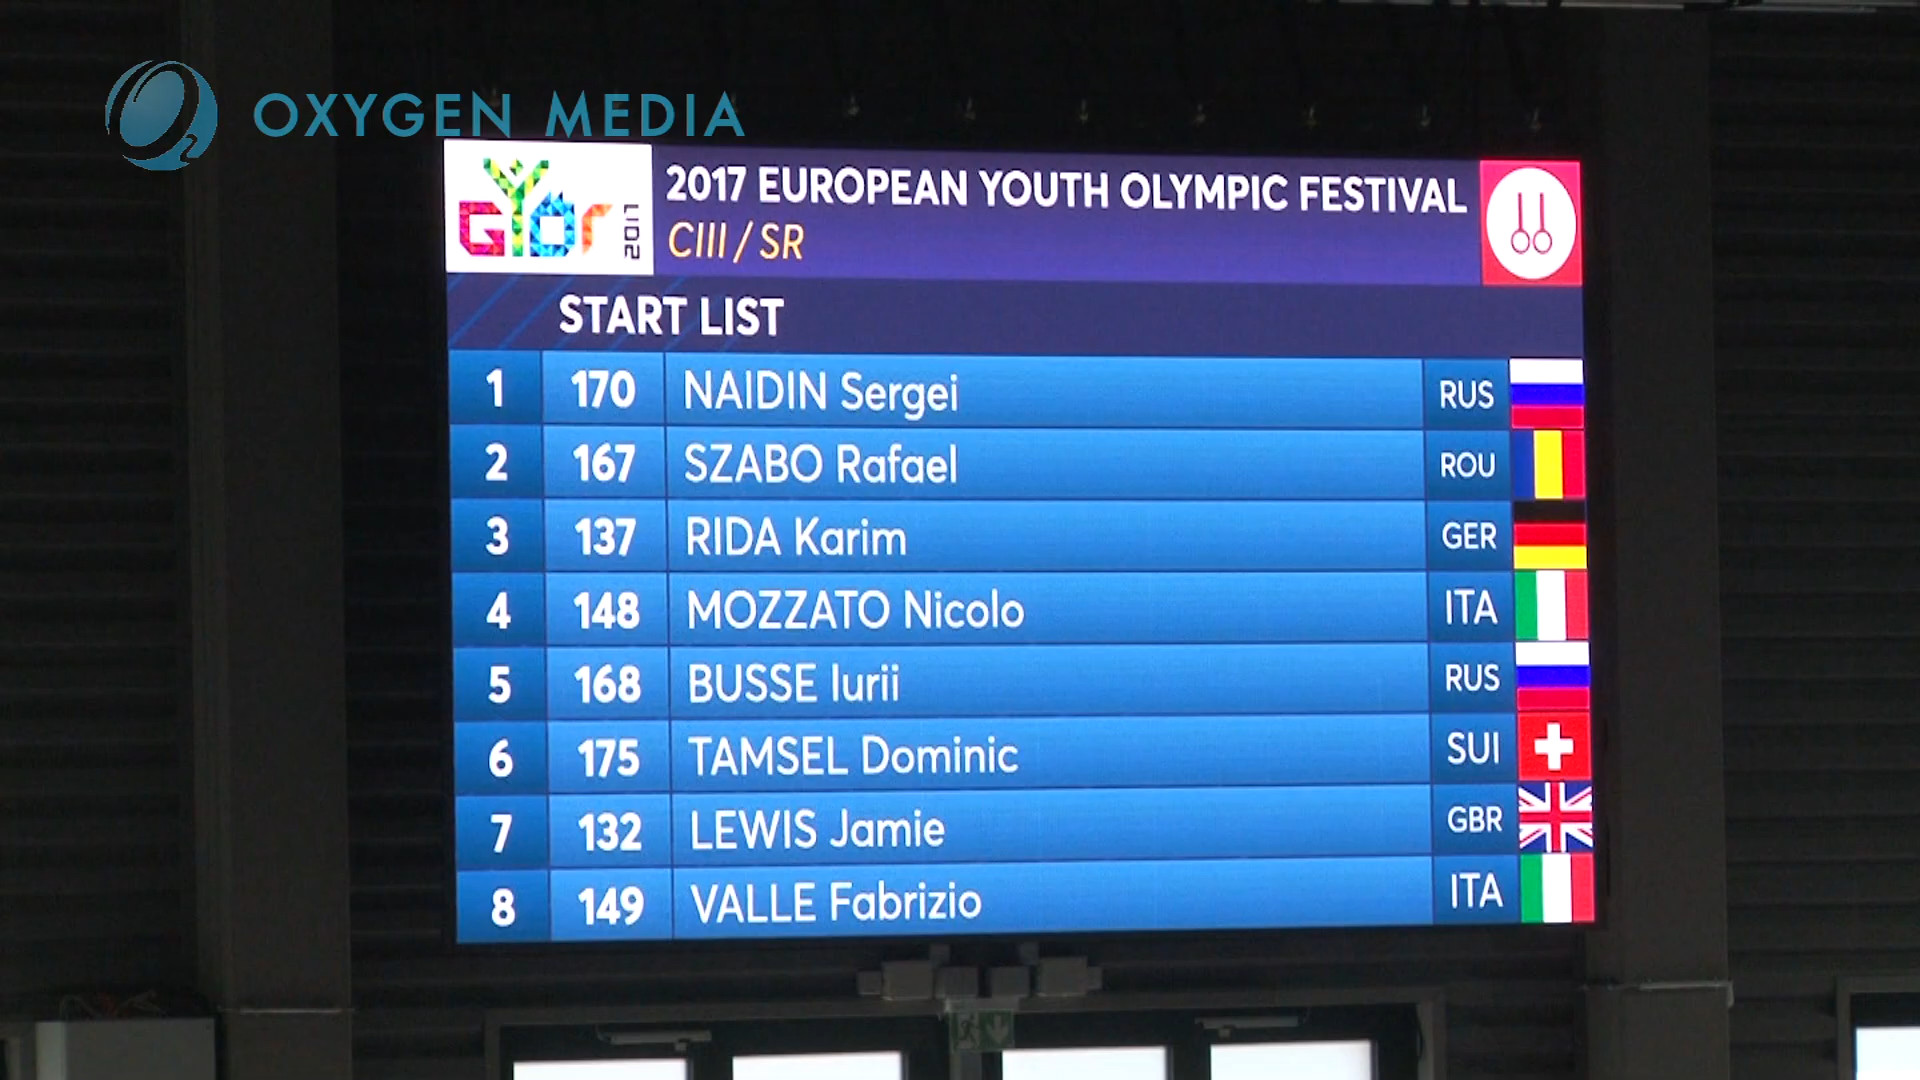 OXYGEN MEDIA
GYőr 2017
2017 EUROPEAN YOUTH OLYMPIC FESTIVAL
CIII / SR
START LIST
1 170 NAIDIN Sergei RUS
2 167 SZABO Rafael ROU
3 137 RIDA Karim GER
4 148 MOZZATO Nicolo ITA
5 168 BUSSE Iurii RUS
6 175 TAMSEL Dominic SUI
7 132 LEWIS Jamie GBR
8 149 VALLE Fabrizio ITA